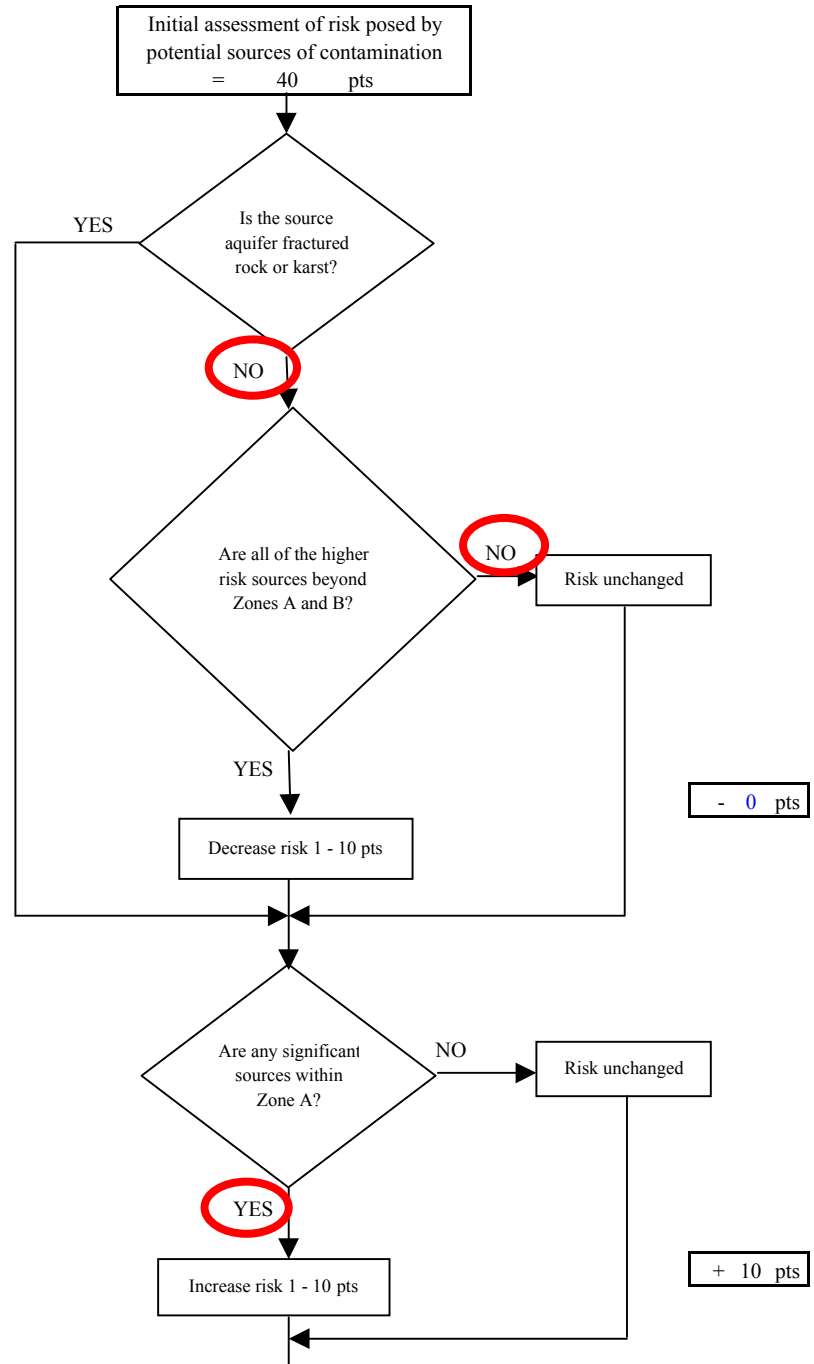 Initial assessment of risk posed by
potential sources of contamination
= 40 pts
YES
Is the source
aquifer fractured
rock or karst?
NO
Are all of the higher
risk sources beyond
Zones A and B?
NO
Risk unchanged
YES
- 0 pts
Decrease risk 1 - 10 pts
Are any significant
sources within
Zone A?
NO
Risk unchanged
YES
+ 10 pts
Increase risk 1 - 10 pts